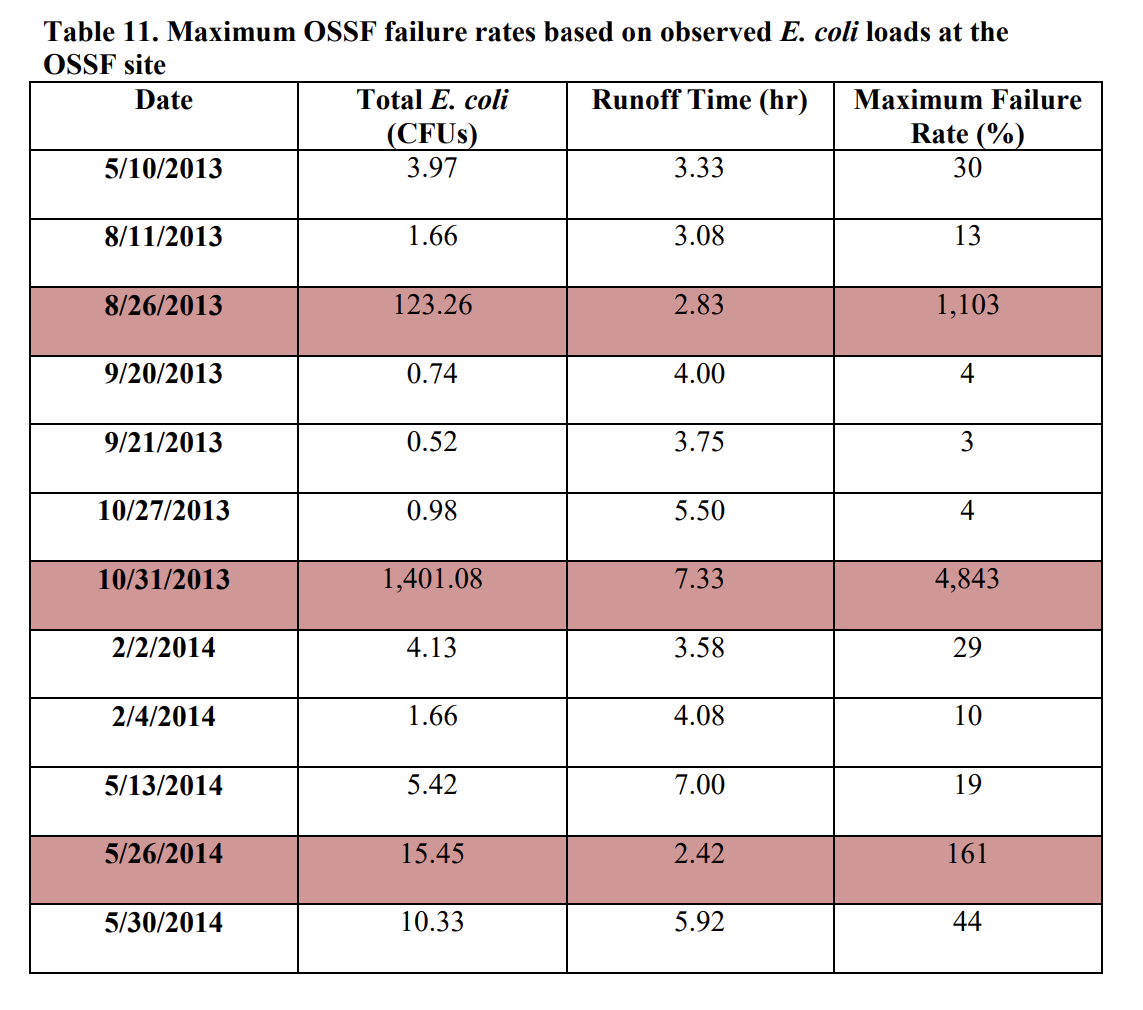 Table 11. Maximum OSSF failure rates based on observed E. coli loads at the
OSSF site
Date Total E. coli (CFUs) Runoff Time (hr) Maximum Failure Rate (%)
5/10/2013 3.97 3.33 30
8/11/2013 1.66 3.08 13
8/26/2013 123.26 2.83 1,103
9/20/2013 0.74 4.00 4
9/21/2013 0.52 3.75 3
10/27/2013 0.98 5.50 4
10/31/2013 1,401.08 7.33 4,843
2/2/2014 4.13 3.58 29
2/4/2014 1.66 4.08 10
5/13/2014 5.42 7.00 19
5/26/2014 15.45 2.42 161
5/30/2014 10.33 5.92 44